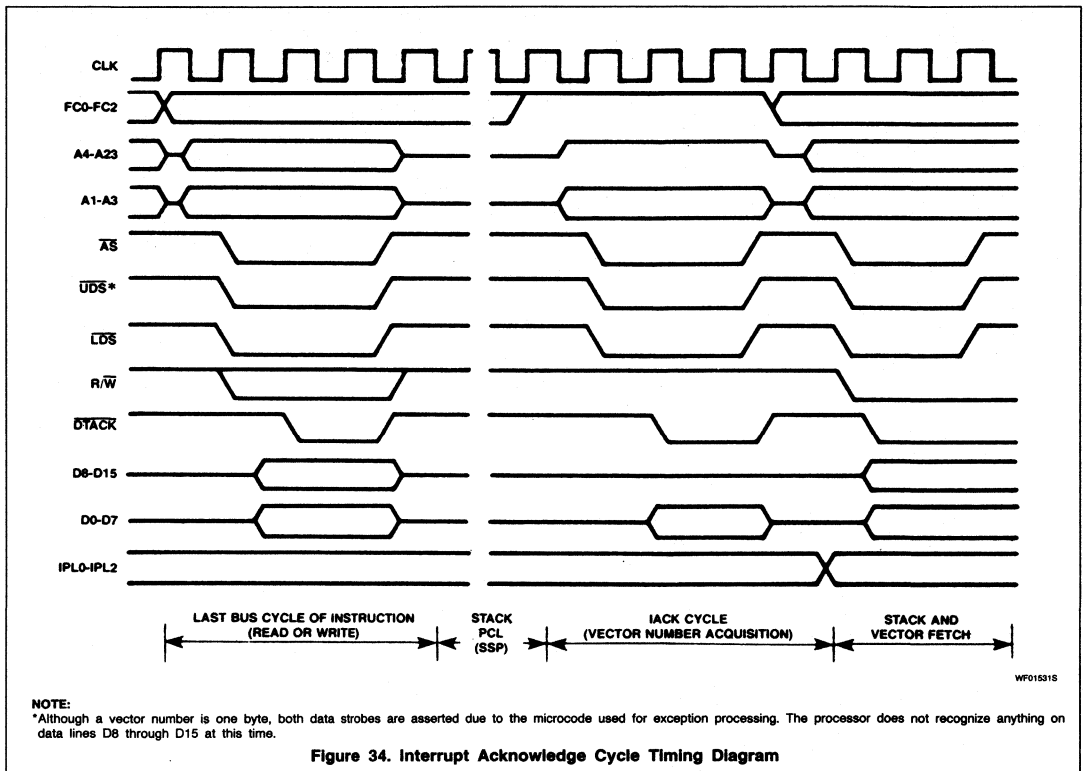 CLK
FC0-FC2
A4-A23
A1-A3
AS
UDS*
LDS
R/W
DTACK
D8-D15
D0-D7
IPL0-IPL2
LAST BUS CYCLE OF INSTRUCTION
(READ OR WRITE)
STACK
PCL
(SSP)
IACK CYCLE
(VECTOR NUMBER ACQUISITION)
STACK AND
VECTOR FETCH
WF01531S
NOTE:
*Although a vector number is one byte, both data strobes are asserted due to the microcode used for exception processing. The processor does not recognize anything on
data lines D8 through D15 at this time.
Figure 34. Interrupt Acknowledge Cycle Timing Diagram